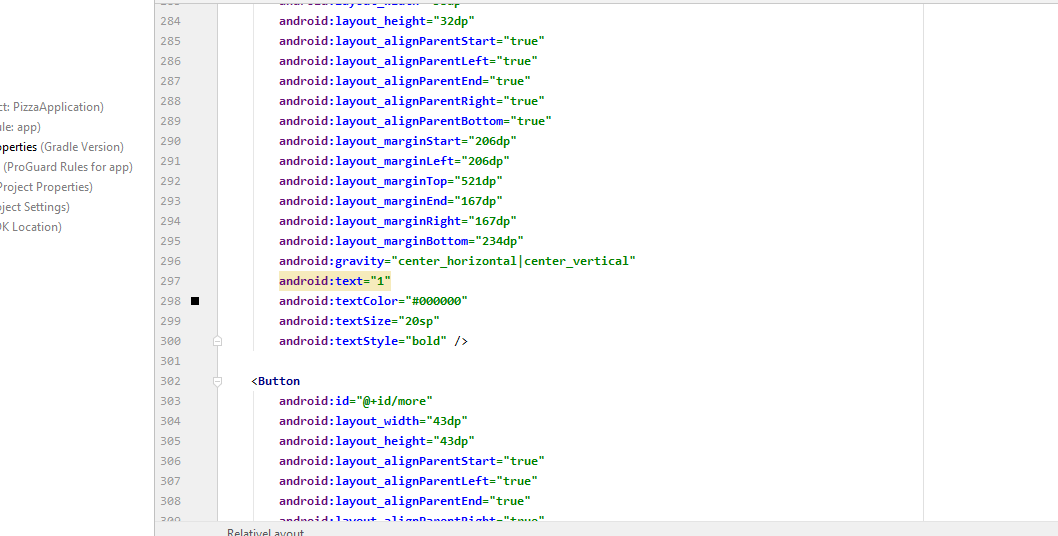 ct: PizzaApplication)
ule: app)
operties (Gradle Version)
(ProGuard Rules for app)
Project Properties)
oject Settings)
DK Location)
284 android:layout_height="32dp"
285 android:layout_alignParentStart="true"
286 android:layout_alignParentLeft="true"
287 android:layout_alignParentEnd="true"
288 android:layout_alignParentRight="true"
289 android:layout_alignParentBottom="true"
290 android:layout_marginStart="206dp"
291 android:layout_marginLeft="206dp"
292 android:layout_marginTop="521dp"
293 android:layout_marginEnd="167dp"
294 android:layout_marginRight="167dp"
295 android:layout_marginBottom="234dp"
296 android:gravity="center_horizontal|center_vertical"
297 android:text="1"
298 android:textColor="#000000"
299 android:textSize="20sp"
300 android:textStyle="bold" />
301
302 <Button
303 android:id="@+id/more"
304 android:layout_width="43dp"
305 android:layout_height="43dp"
306 android:layout_alignParentStart="true"
307 android:layout_alignParentLeft="true"
308 android:layout_alignParentEnd="true"
309 android:layout_alignParentRight="true"
RelativeLayout